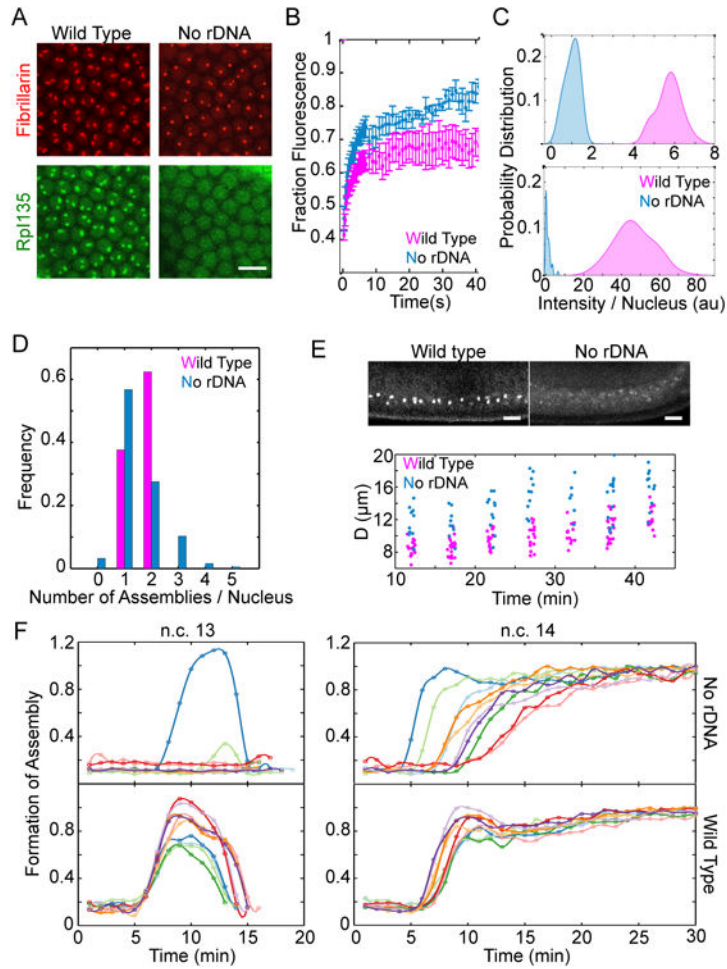 A
Wild Type No rDNA
Fibrillarin
Rpl135
B
Fraction Fluorescence
1
0.9
0.8
0.7
0.6
0.5
0.4
Wild Type
No rDNA
0 10 20 30 40
Time(s)
C
Probability Distribution
0.2
0.1
0
0 2 4 6 8
0.2
0.1
0
Wild Type
No rDNA
0 20 40 60 80
Intensity / Nucleus (au)
D
Frequency
0.6
0.4
0.2
0
Wild Type
No rDNA
0 1 2 3 4 5
Number of Assemblies / Nucleus
E
Wild type No rDNA
D (µm)
20
16
12
8
4
Wild Type
No rDNA
10 20 30 40
Time (min)
F
n.c. 13 n.c. 14
Formation of Assembly
1.2
0.8
0.4
No rDNA
0.8
0.4
0
Wild Type
0 5 10 15 20
Time (min)
0 5 10 15 20 25 30
Time (min)